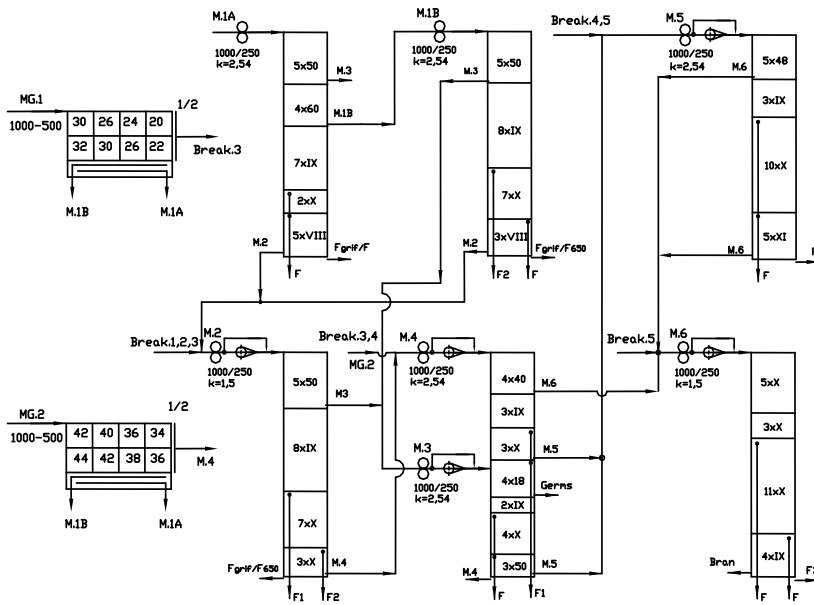 M.1A
1000/250
k=2,54
5x50
4x60
7xIX
2xX
5xVIII
M.3
M.1B
M.2
Fgrif/F
F
M.1B
1000/250
k=2,54
5x50
8xIX
7xX
3xVIII
M.3
M.2
Fgrif/F650
F2
F
Break.4,5
M.5
1000/250
k=2,54
5x48
3xIX
10xX
5xXI
M.6
M.6
F
MG.1
1000-500
30 26 24 20
32 30 26 22
1/2
Break.3
M.1B
M.1A
Break.1,2,3
M.2
1000/250
k=1,5
5x50
8xIX
7xX
3xX
M3
M.4
Fgrif/F650
F1
F2
Break.3,4
MG.2
M.4
1000/250
k=2,54
M.3
1000/250
k=2,54
4x40
3xIX
3xX
4x18
2xIX
4xX
3x50
M.6
M.5
Germs
M.5
M.4
F
F1
Break.5
M.6
1000/250
k=1,5
5xX
3xX
11xX
4xIX
Bran
F
F
MG.2
1000-500
42 40 36 34
44 42 38 36
1/2
M.4
M.1B
M.1A